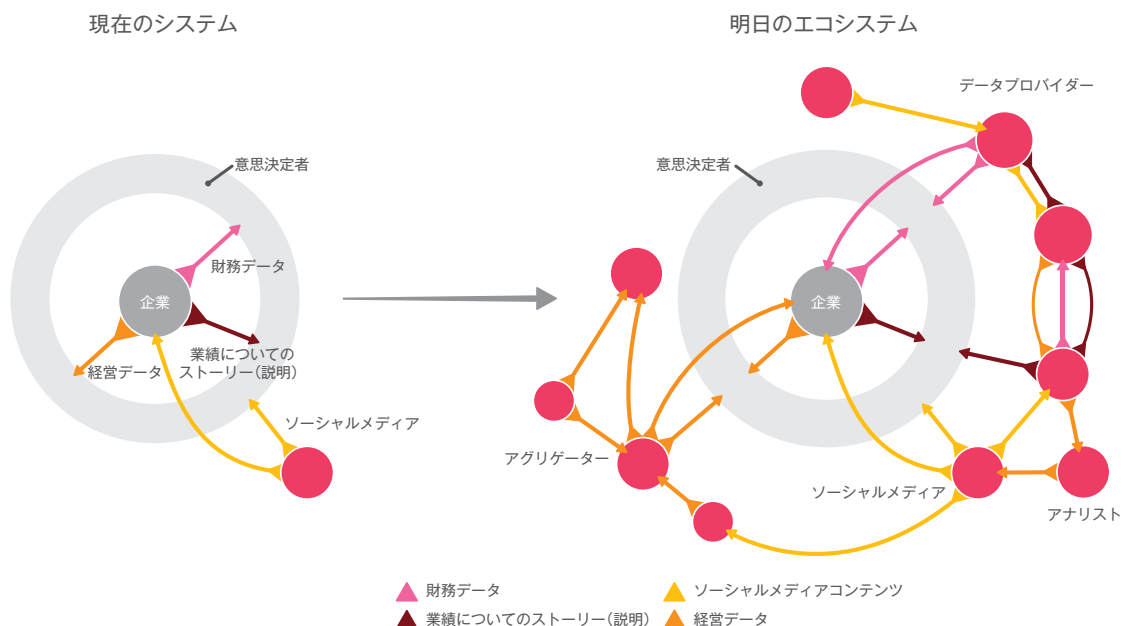 現在のシステム
意思決定者
財務データ
企業
業績についての
ストーリー(説明)
経営データ
ソーシャルメディア
明日のエコシステム
データプロバイダー
意思決定者
企業
アグリゲーター
ソーシャルメディア
アナリスト
財務データ
ソーシャルメディアコンテンツ
業績についてのストーリー(説明)
経営データ